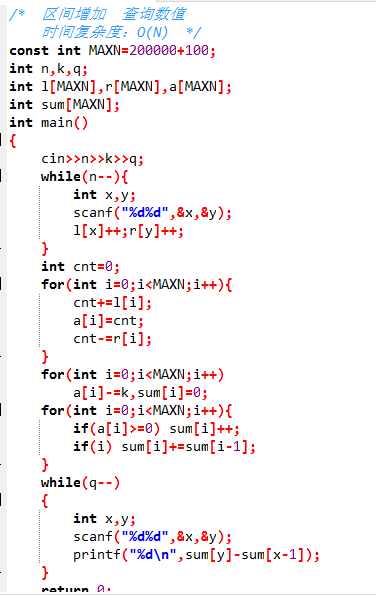 /*  区间增加  查询数值
    时间复杂度：O(N)  */
const int MAXN=200000+100;
int n,k,q;
int l[MAXN],r[MAXN],a[MAXN];
int sum[MAXN];
int main()
{
    cin>>n>>k>>q;
    while(n--){
        int x,y;
        scanf("%d%d",&x,&y);
        l[x]++;r[y]++;
    }
    int cnt=0;
    for(int i=0;i<MAXN;i++){
        cnt+=l[i];
        a[i]=cnt;
        cnt-=r[i];
    }
    for(int i=0;i<MAXN;i++)
        a[i]-=k,sum[i]=0;
    for(int i=0;i<MAXN;i++){
        if(a[i]>=0) sum[i]++;
        if(i) sum[i]+=sum[i-1];
    }
    while(q--)
    {
        int x,y;
        scanf("%d%d",&x,&y);
        printf("%d\n",sum[y]-sum[x-1]);
    }
    return 0;